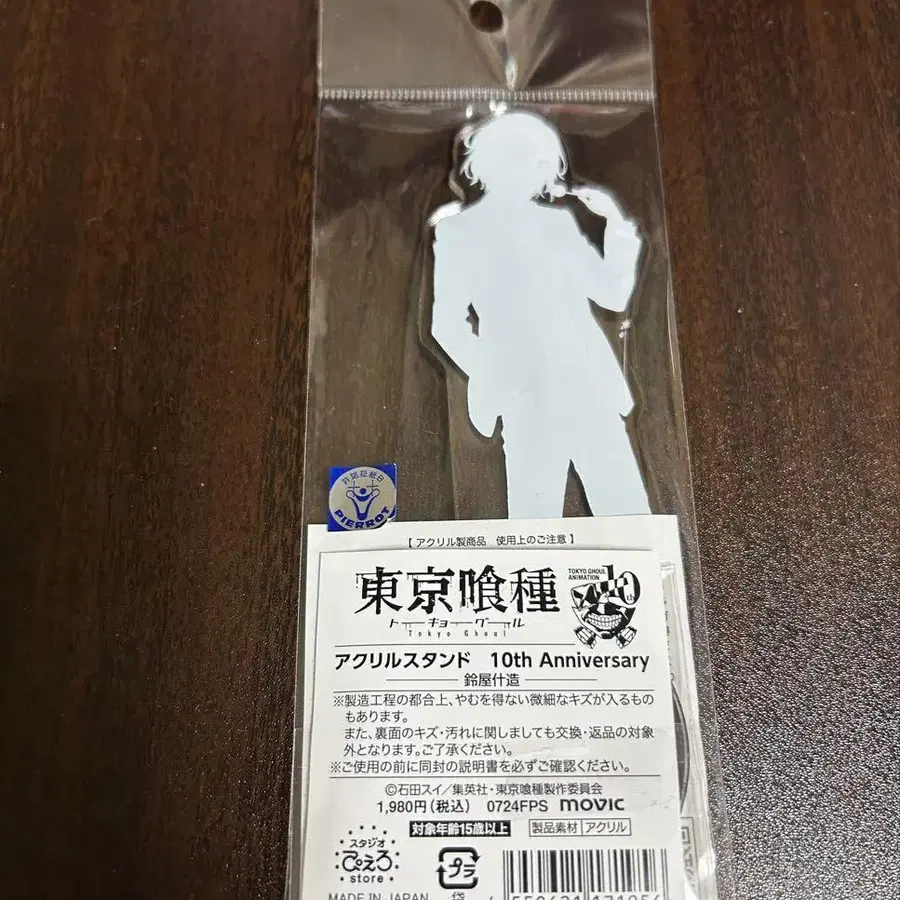 許諾証紙B
PIERROT
【アクリル製商品 使用上のご注意】
東京喰種
トーキョーグール
Tokyo Ghoul
TOKYO GHOUL
ANIMATION
10th
アクリルスタンド 10th Anniversary
鈴屋什造
※製造工程の都合上、やむを得ない微細なキズが入るもの
もあります。
また、裏面のキズ・汚れに関しましても交換・返品の対象
外となります。ご了承ください。
※ご使用の前に同封の説明書を必ずご確認ください。
©石田スイ/集英社・東京喰種製作委員会
1,980円(税込) 0724FPS movic
対象年齢15歳以上 製品素材 アクリル
スタジオ
ぴえろ
store
プラ
MADE IN JAPAN 袋